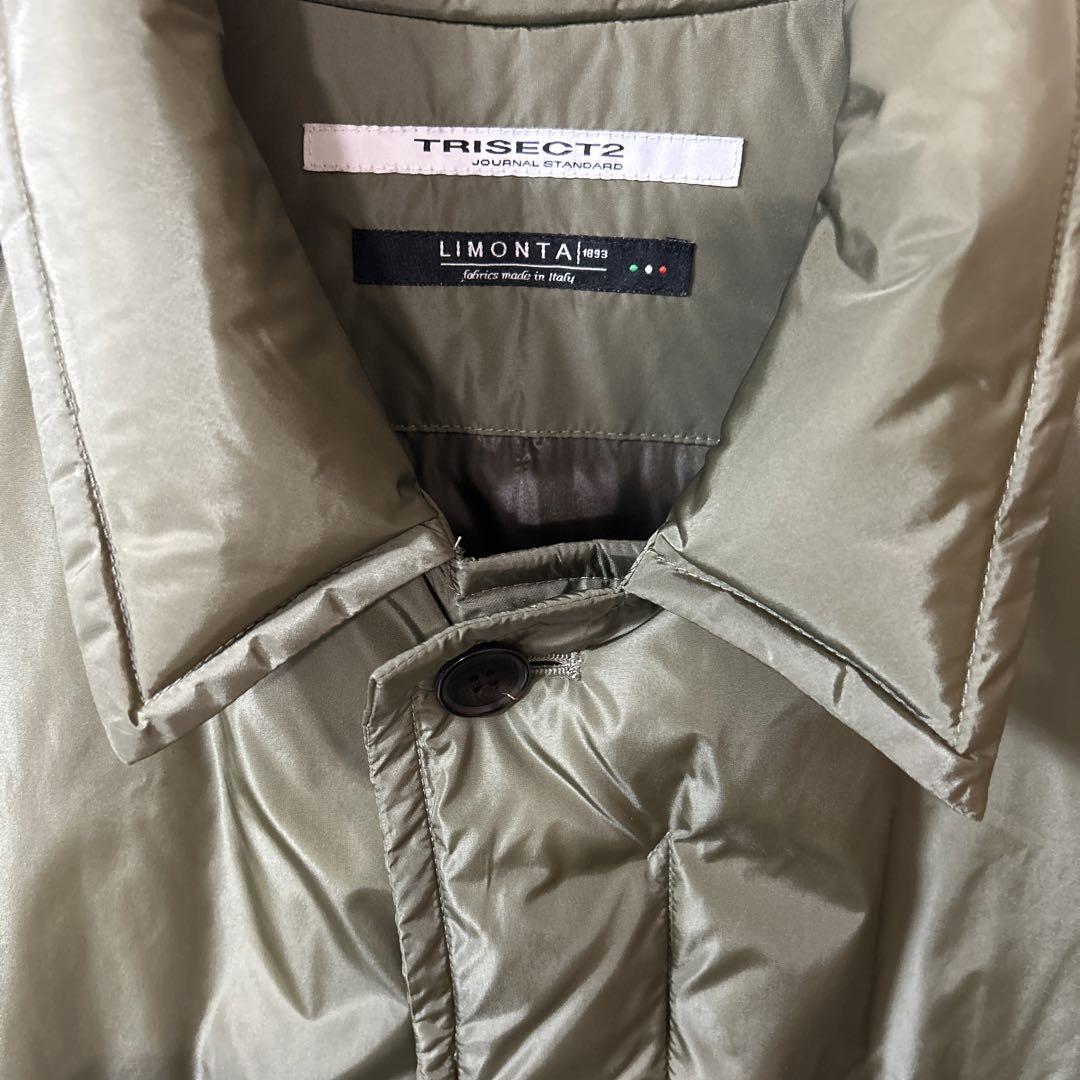 TRISECT2
JOURNAL STANDARD
LIMONTA 1893
fabrics made in Italy